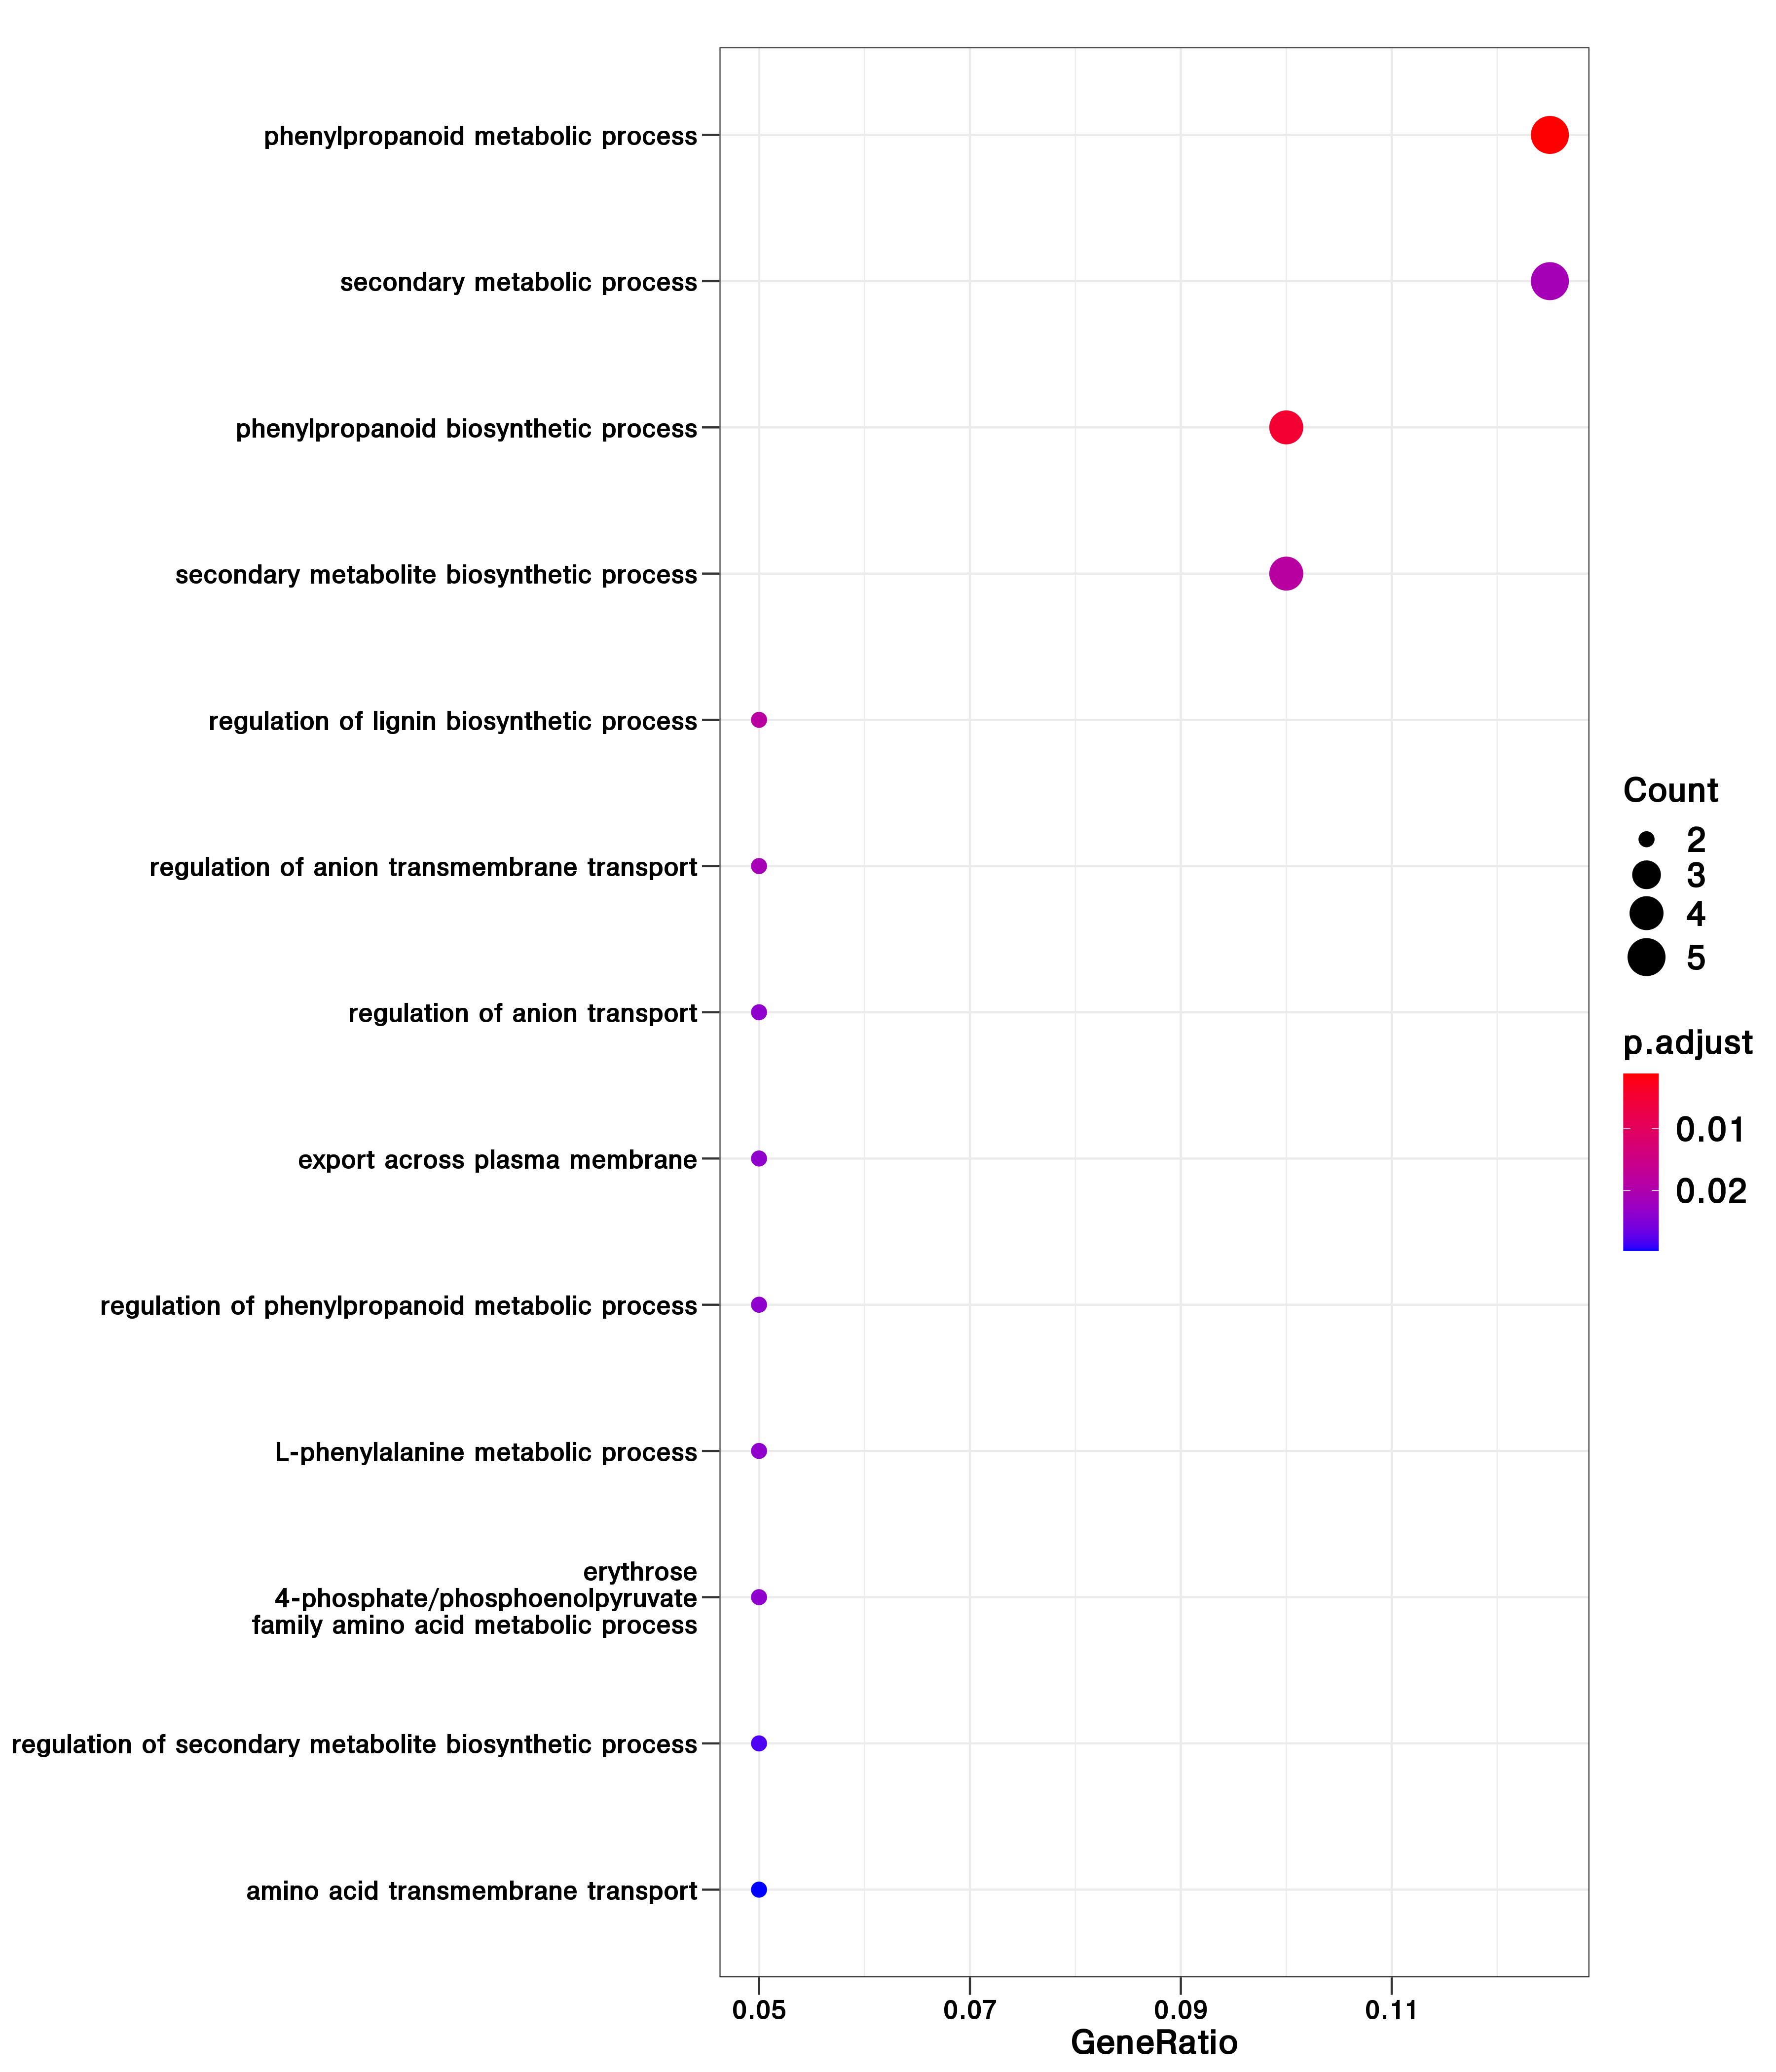 phenylpropanoid metabolic process
secondary metabolic process
phenylpropanoid biosynthetic process
secondary metabolite biosynthetic process
regulation of lignin biosynthetic process
regulation of anion transmembrane transport
regulation of anion transport
export across plasma membrane
regulation of phenylpropanoid metabolic process
L-phenylalanine metabolic process
erythrose
4-phosphate/phosphoenolpyruvate
family amino acid metabolic process
regulation of secondary metabolite biosynthetic process
amino acid transmembrane transport
0.05 0.07 0.09 0.11
GeneRatio
Count
2
3
4
5
p.adjust
0.01
0.02